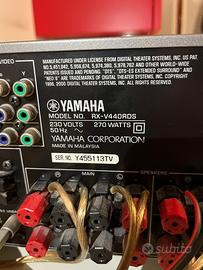 VIDEO
MANUFACTURED UNDER LICENSE FROM DIGITAL THEATER SYSTEMS, INC. US PAT.
NO. 5,451,942, 5,956,674, 5,974,380, 5,978,762 AND OTHER WORLD-WIDE
PATENTS ISSUED AND PENDING. "DTS", "DTS-ES EXTENDED SURROUND" AND
"NEO:6" ARE TRADEMARKS OF DIGITAL THEATER SYSTEMS, INC. COPYRIGHT
1996, 2000 DIGITAL THEATER SYSTEMS, INC. ALL RIGHTS RESERVED.
YAMAHA
MODEL NO. RX-V440RDS
230 VOLTS 270 WATTS
50Hz
YAMAHA CORPORATION
MADE IN MALAYSIA
SER. NO. Y455113TV
MAIN
SPEAKERS
subito